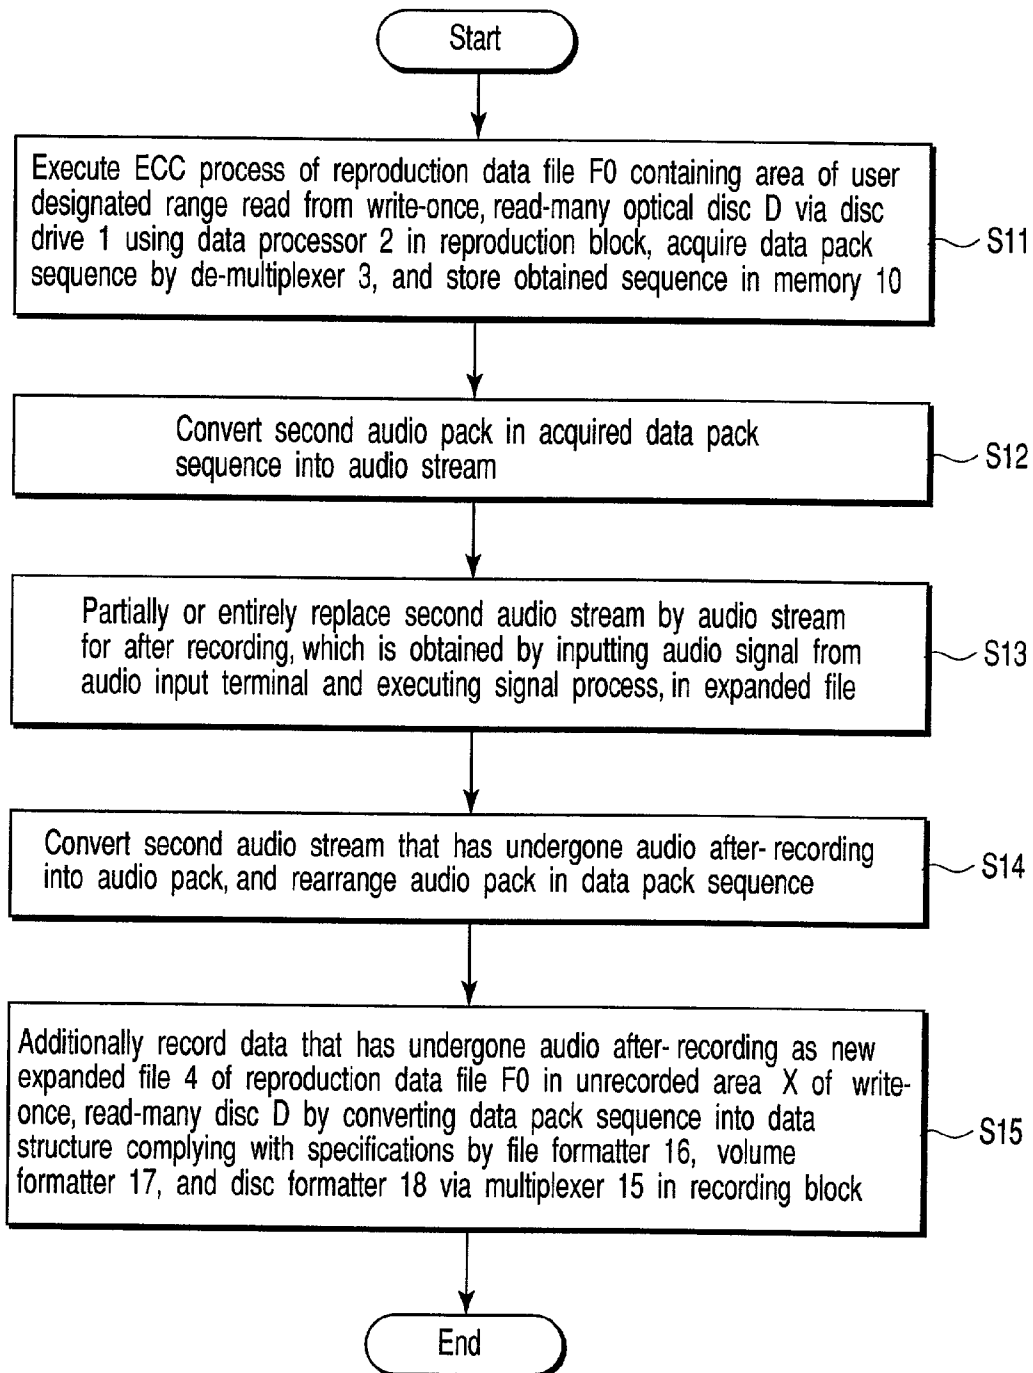 Start
Execute ECC process of reproduction data file F0 containing area of user
designated range read from write-once, read-many optical disc D via disc
drive 1 using data processor 2 in reproduction block, acquire data pack
sequence by de-multiplexer 3, and store obtained sequence in memory 10
S11
Convert second audio pack in acquired data pack
sequence into audio stream
S12
Partially or entirely replace second audio stream by audio stream
for after recording, which is obtained by inputting audio signal from
audio input terminal and executing signal process, in expanded file
S13
Convert second audio stream that has undergone audio after-recording
into audio pack, and rearrange audio pack in data pack sequence
S14
Additionally record data that has undergone audio after-recording as new
expanded file 4 of reproduction data file F0 in unrecorded area X of write-
once, read-many disc D by converting data pack sequence into data
structure complying with specifications by file formatter 16, volume
formatter 17, and disc formatter 18 via multiplexer 15 in recording block
S15
End